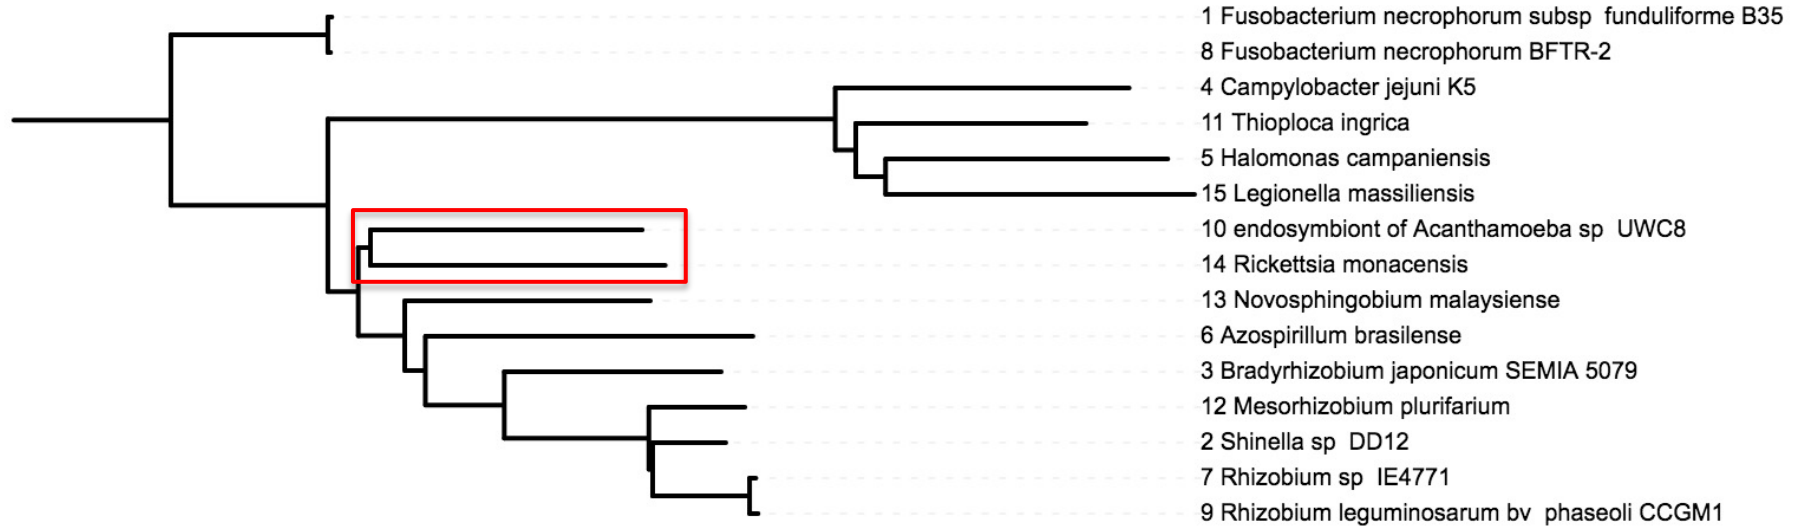 1 Fusobacterium necrophorum subsp funduliforme B35
8 Fusobacterium necrophorum BFTR-2
4 Campylobacter jejuni K5
11 Thioploca ingrica
5 Halomonas campaniensis
15 Legionella massiliensis
10 endosymbiont of Acanthamoeba sp UWC8
14 Rickettsia monacensis
13 Novosphingobium malaysiense
6 Azospirillum brasilense
3 Bradyrhizobium japonicum SEMIA 5079
12 Mesorhizobium plurifarium
2 Shinella sp DD12
7 Rhizobium sp IE4771
9 Rhizobium leguminosarum bv phaseoli CCGM1